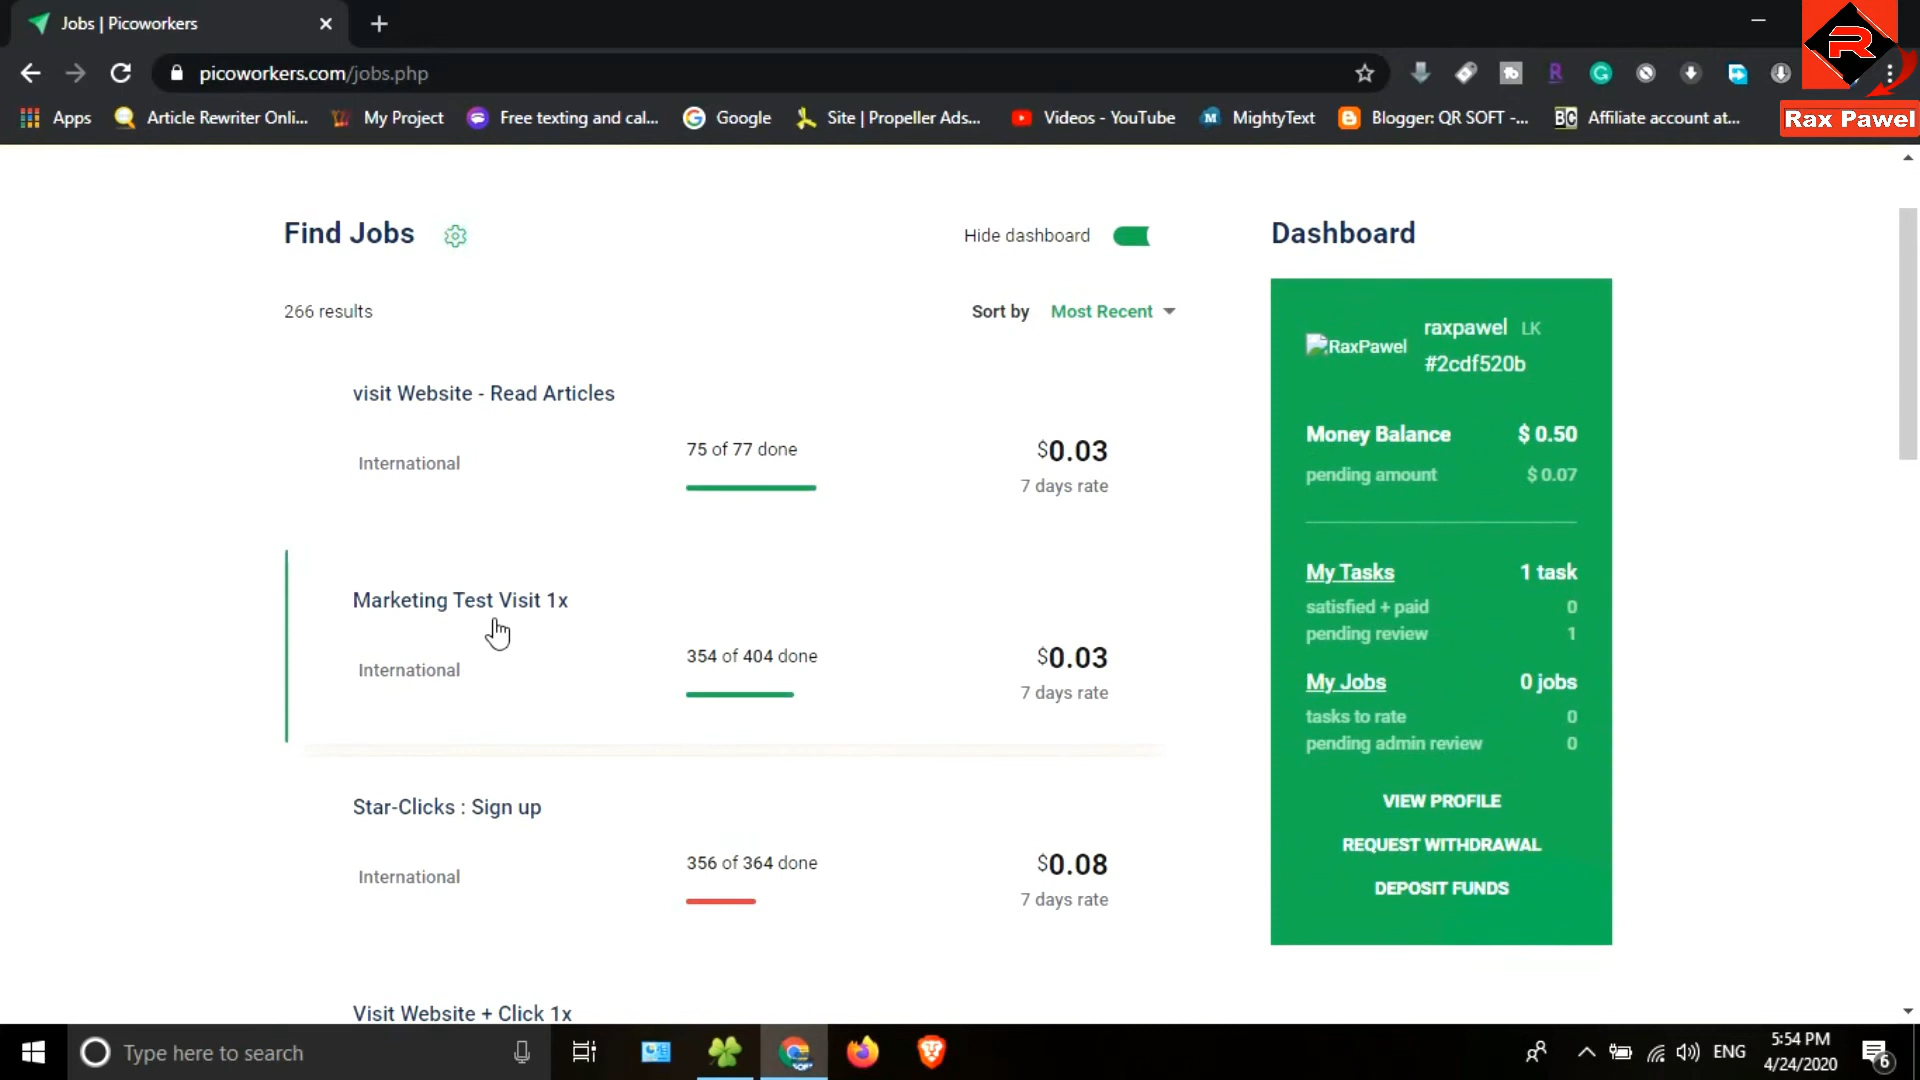 Jobs | Picoworkers
picoworkers.com/jobs.php
R
Apps
Article Rewriter Onli...
My Project
Free texting and cal...
Google
Site | Propeller Ads...
Videos - YouTube
MightyText
Blogger: QR SOFT -...
Affiliate account at...
Rax Pawel
Find Jobs
Hide dashboard
Dashboard
266 results
Sort by Most Recent
visit Website - Read Articles
International
75 of 77 done
$0.03
7 days rate
Marketing Test Visit 1x
International
354 of 404 done
$0.03
7 days rate
Star-Clicks : Sign up
International
356 of 364 done
$0.08
7 days rate
Visit Website + Click 1x
RaxPawel
raxpawel LK
#2cdf520b
Money Balance $ 0.50
pending amount $ 0.07
My Tasks 1 task
satisfied + paid 0
pending review 1
My Jobs 0 jobs
tasks to rate 0
pending admin review 0
VIEW PROFILE
REQUEST WITHDRAWAL
DEPOSIT FUNDS
Type here to search
ENG
5:54 PM
4/24/2020
6